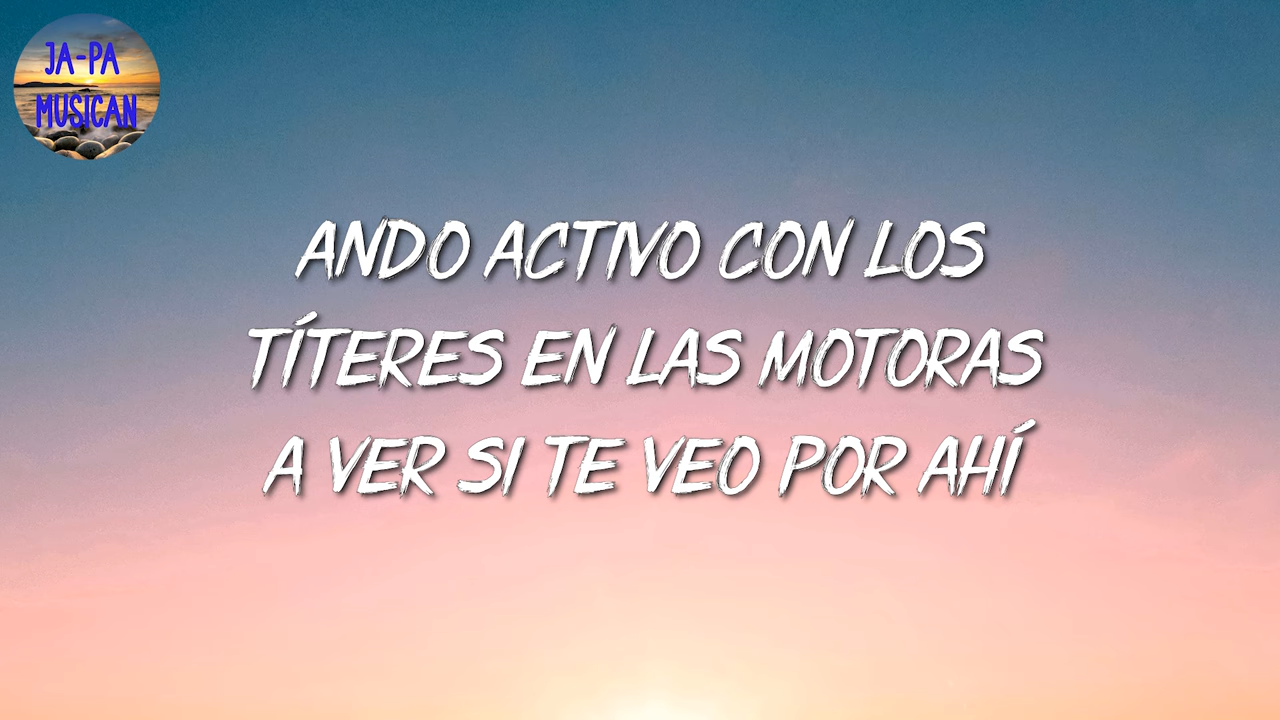 JA-PA
MUSICAN
ANDO ACTIVO CON LOS
TÍTERES EN LAS MOTORAS
A VER SI TE VEO POR AHÍ